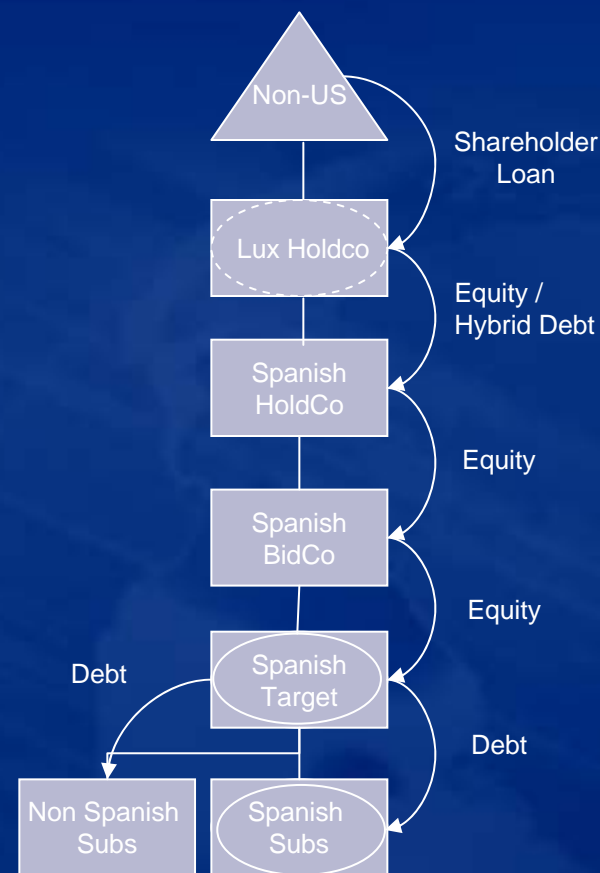 Non-US
Shareholder
Loan
Lux Holdco
Equity /
Hybrid Debt
Spanish
HoldCo
Equity
Spanish
BidCo
Equity
Debt
Spanish
Target
Debt
Non Spanish
Subs
Spanish
Subs